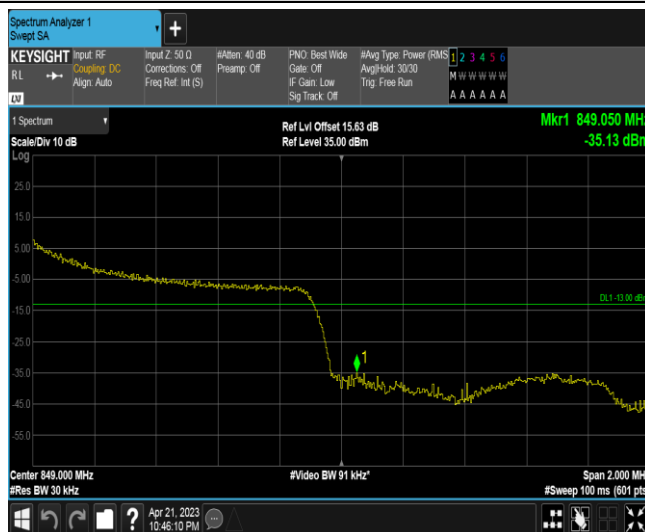 Spectrum Analyzer 1
Swept SA
+
KEYSIGHT
RL
LXI
Input: RF
Coupling: DC
Align: Auto
Input Z: 50 Ω
Corrections: Off
Freq Ref: Int (S)
#Atten: 40 dB
Preamp: Off
PNO: Best Wide
Gate: Off
IF Gain: Low
Sig Track: Off
#Avg Type: Power (RMS
Avg|Hold: 30/30
Trig: Free Run
1 2 3 4 5 6
M W W W W W
A A A A A A
1 Spectrum
Scale/Div 10 dB
Ref Lvl Offset 15.63 dB
Ref Level 35.00 dBm
Mkr1 849.050 MHz
-35.13 dBm
Log
25.0
15.0
5.00
-5.00
-15.0
-25.0
-35.0
-45.0
-55.0
DL1 -13.00 dBm
1
Center 849.000 MHz
#Res BW 30 kHz
#Video BW 91 kHz*
Span 2.000 MHz
#Sweep 100 ms (601 pts)
?
Apr 21, 2023
10:46:10 PM